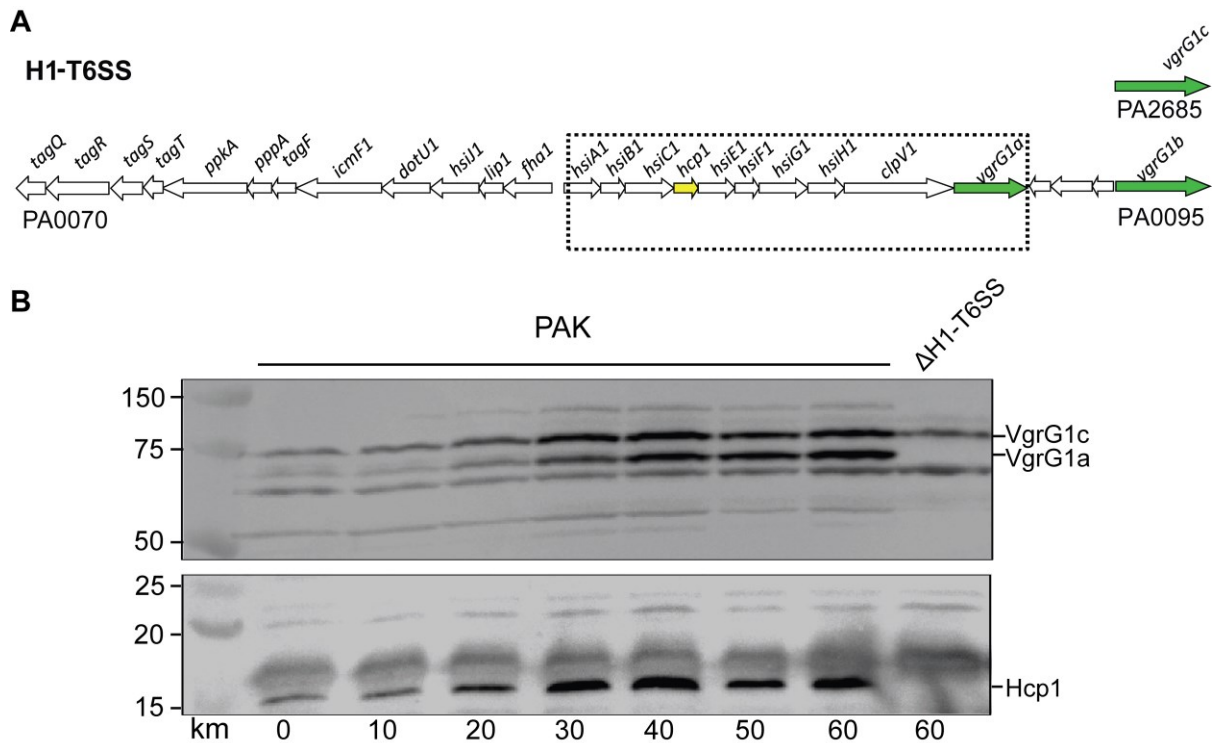 A
H1-T6SS
vgrG1c
PA2685
tagQ tagR tagS tagT ppkA pppA tagF icmF1 dotU1 hsiJ1 lip1 fha1 hsiA1 hsiB1 hsiC1 hcp1 hsiE1 hsiF1 hsiG1 hsiH1 clpV1 vgrG1a vgrG1b
PA0070 PA0095
B
PAK ΔH1-T6SS
150
VgrG1c
75
VgrG1a
50
25
20
Hcp1
15
km 0 10 20 30 40 50 60 60